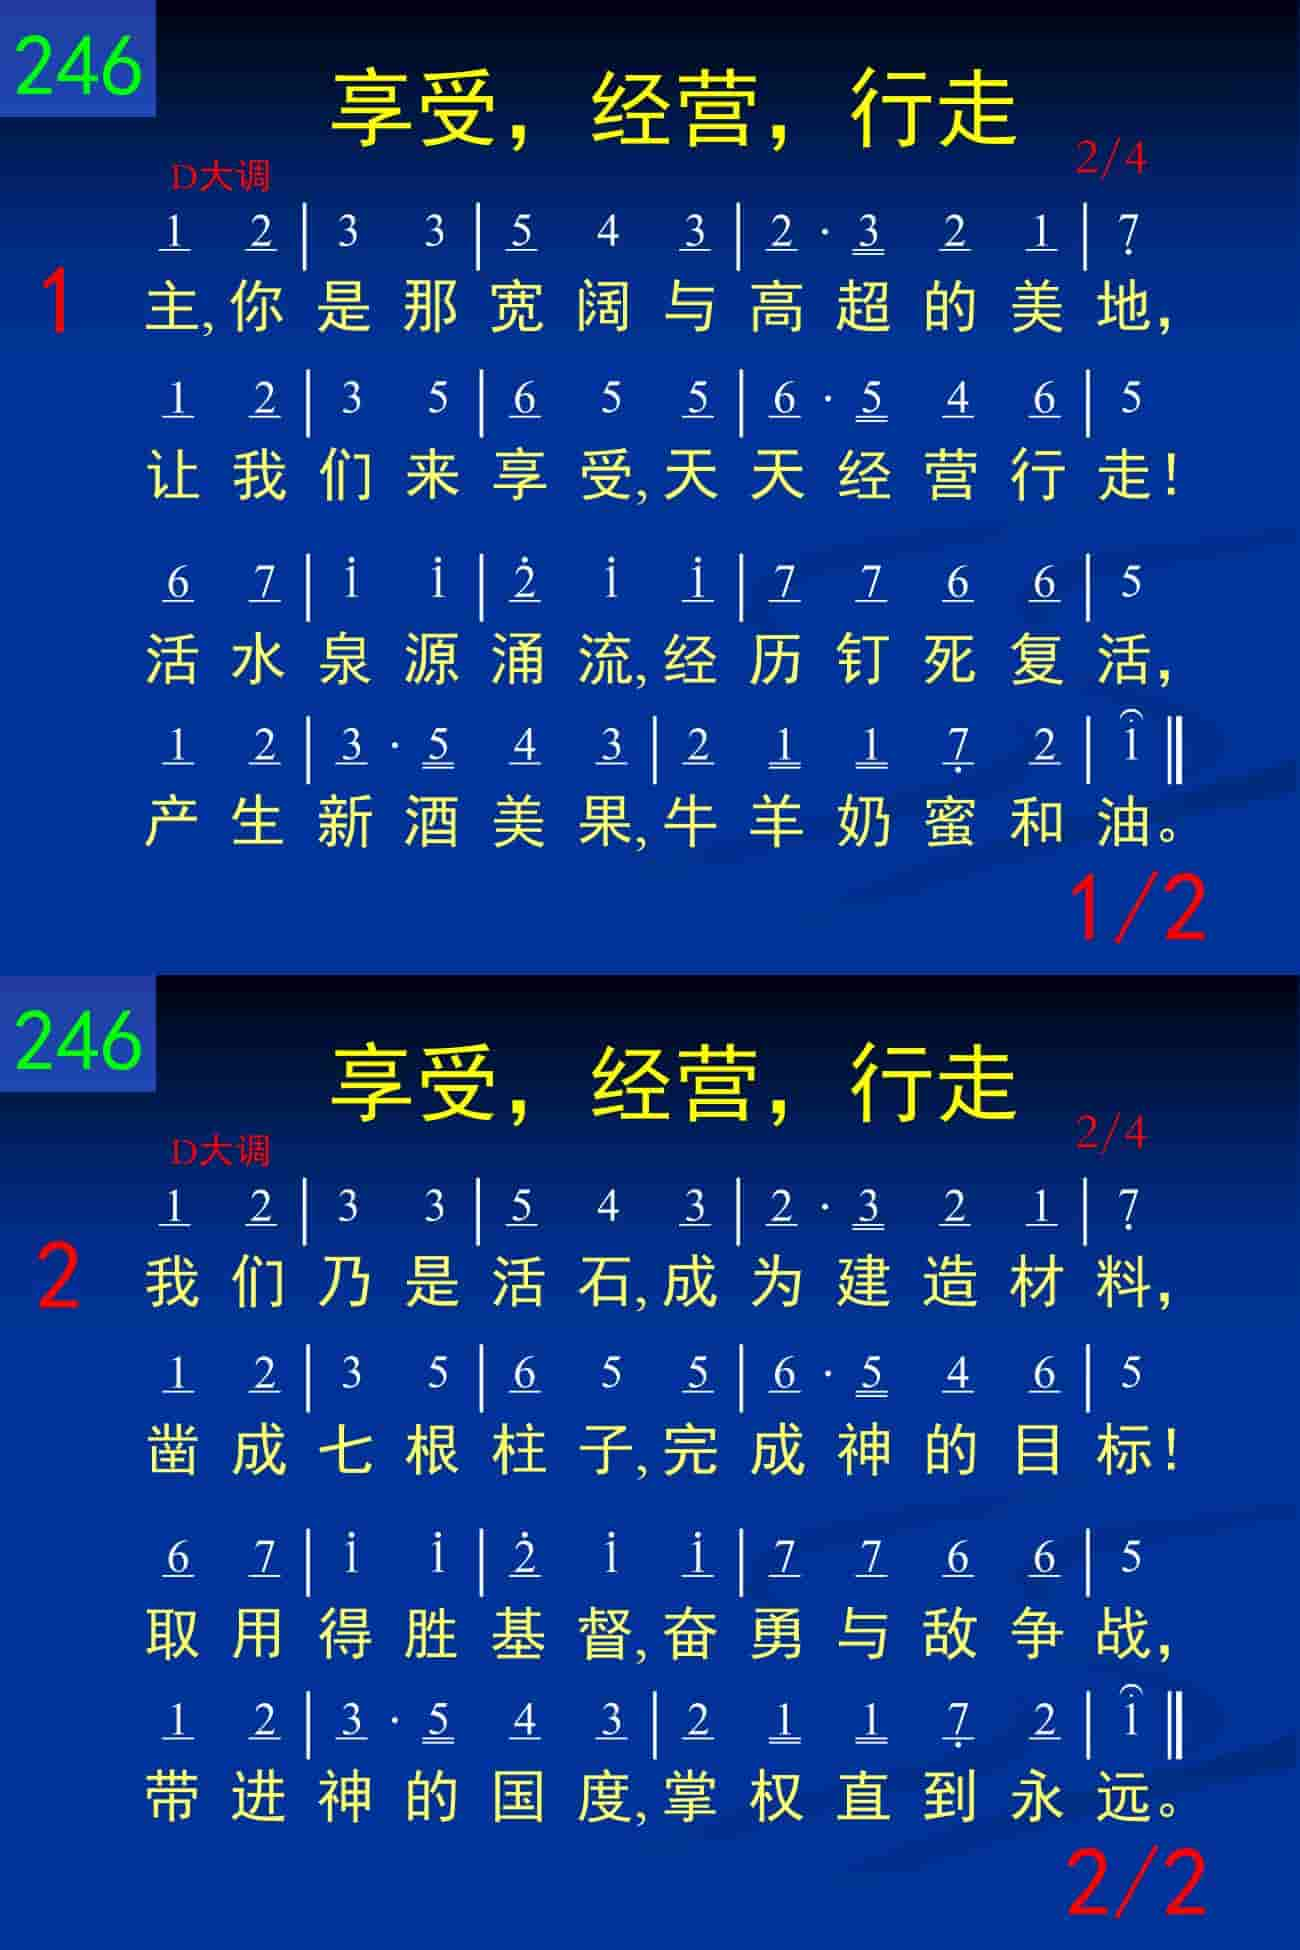 246
享受，经营，行走
D大调 2/4
1 2 | 3 3 | 5 4 3 | 2 · 3 2 1 | 7̣
1 主,你是那宽阔与高超的美地，
1 2 | 3 5 | 6 5 5 | 6 · 5 4 6 | 5
让我们来享受,天天经营行走！
6 7 | i i | 2̇ i i | 7 7 6 6 | 5
活水泉源涌流,经历钉死复活，
1 2 | 3 · 5 4 3 | 2 1 1 7̣ 2 | 1 ‖
产生新酒美果,牛羊奶蜜和油。
1/2
246
享受，经营，行走
D大调 2/4
1 2 | 3 3 | 5 4 3 | 2 · 3 2 1 | 7̣
2 我们乃是活石,成为建造材料，
1 2 | 3 5 | 6 5 5 | 6 · 5 4 6 | 5
凿成七根柱子,完成神的目标！
6 7 | i i | 2̇ i i | 7 7 6 6 | 5
取用得胜基督,奋勇与敌争战，
1 2 | 3 · 5 4 3 | 2 1 1 7̣ 2 | 1 ‖
带进神的国度,掌权直到永远。
2/2